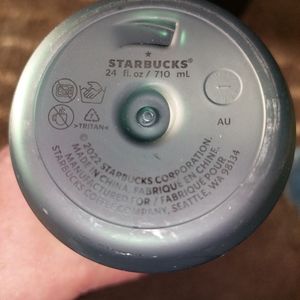 STARBUCKS®
24 fl. oz / 710 mL
>TRITAN<
AU
© 2022 STARBUCKS CORPORATION.
MADE IN CHINA. FABRIQUÉ EN CHINE.
MANUFACTURED FOR / FABRIQUÉ POUR :
STARBUCKS COFFEE COMPANY, SEATTLE, WA 98134